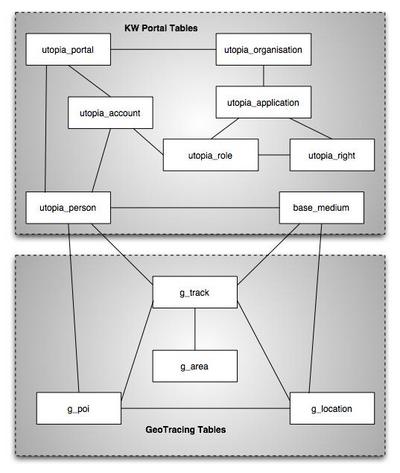 KW Portal Tables
utopia_portal
utopia_organisation
utopia_account
utopia_application
utopia_role
utopia_right
utopia_person
base_medium
g_track
g_area
g_poi
g_location
GeoTracing Tables